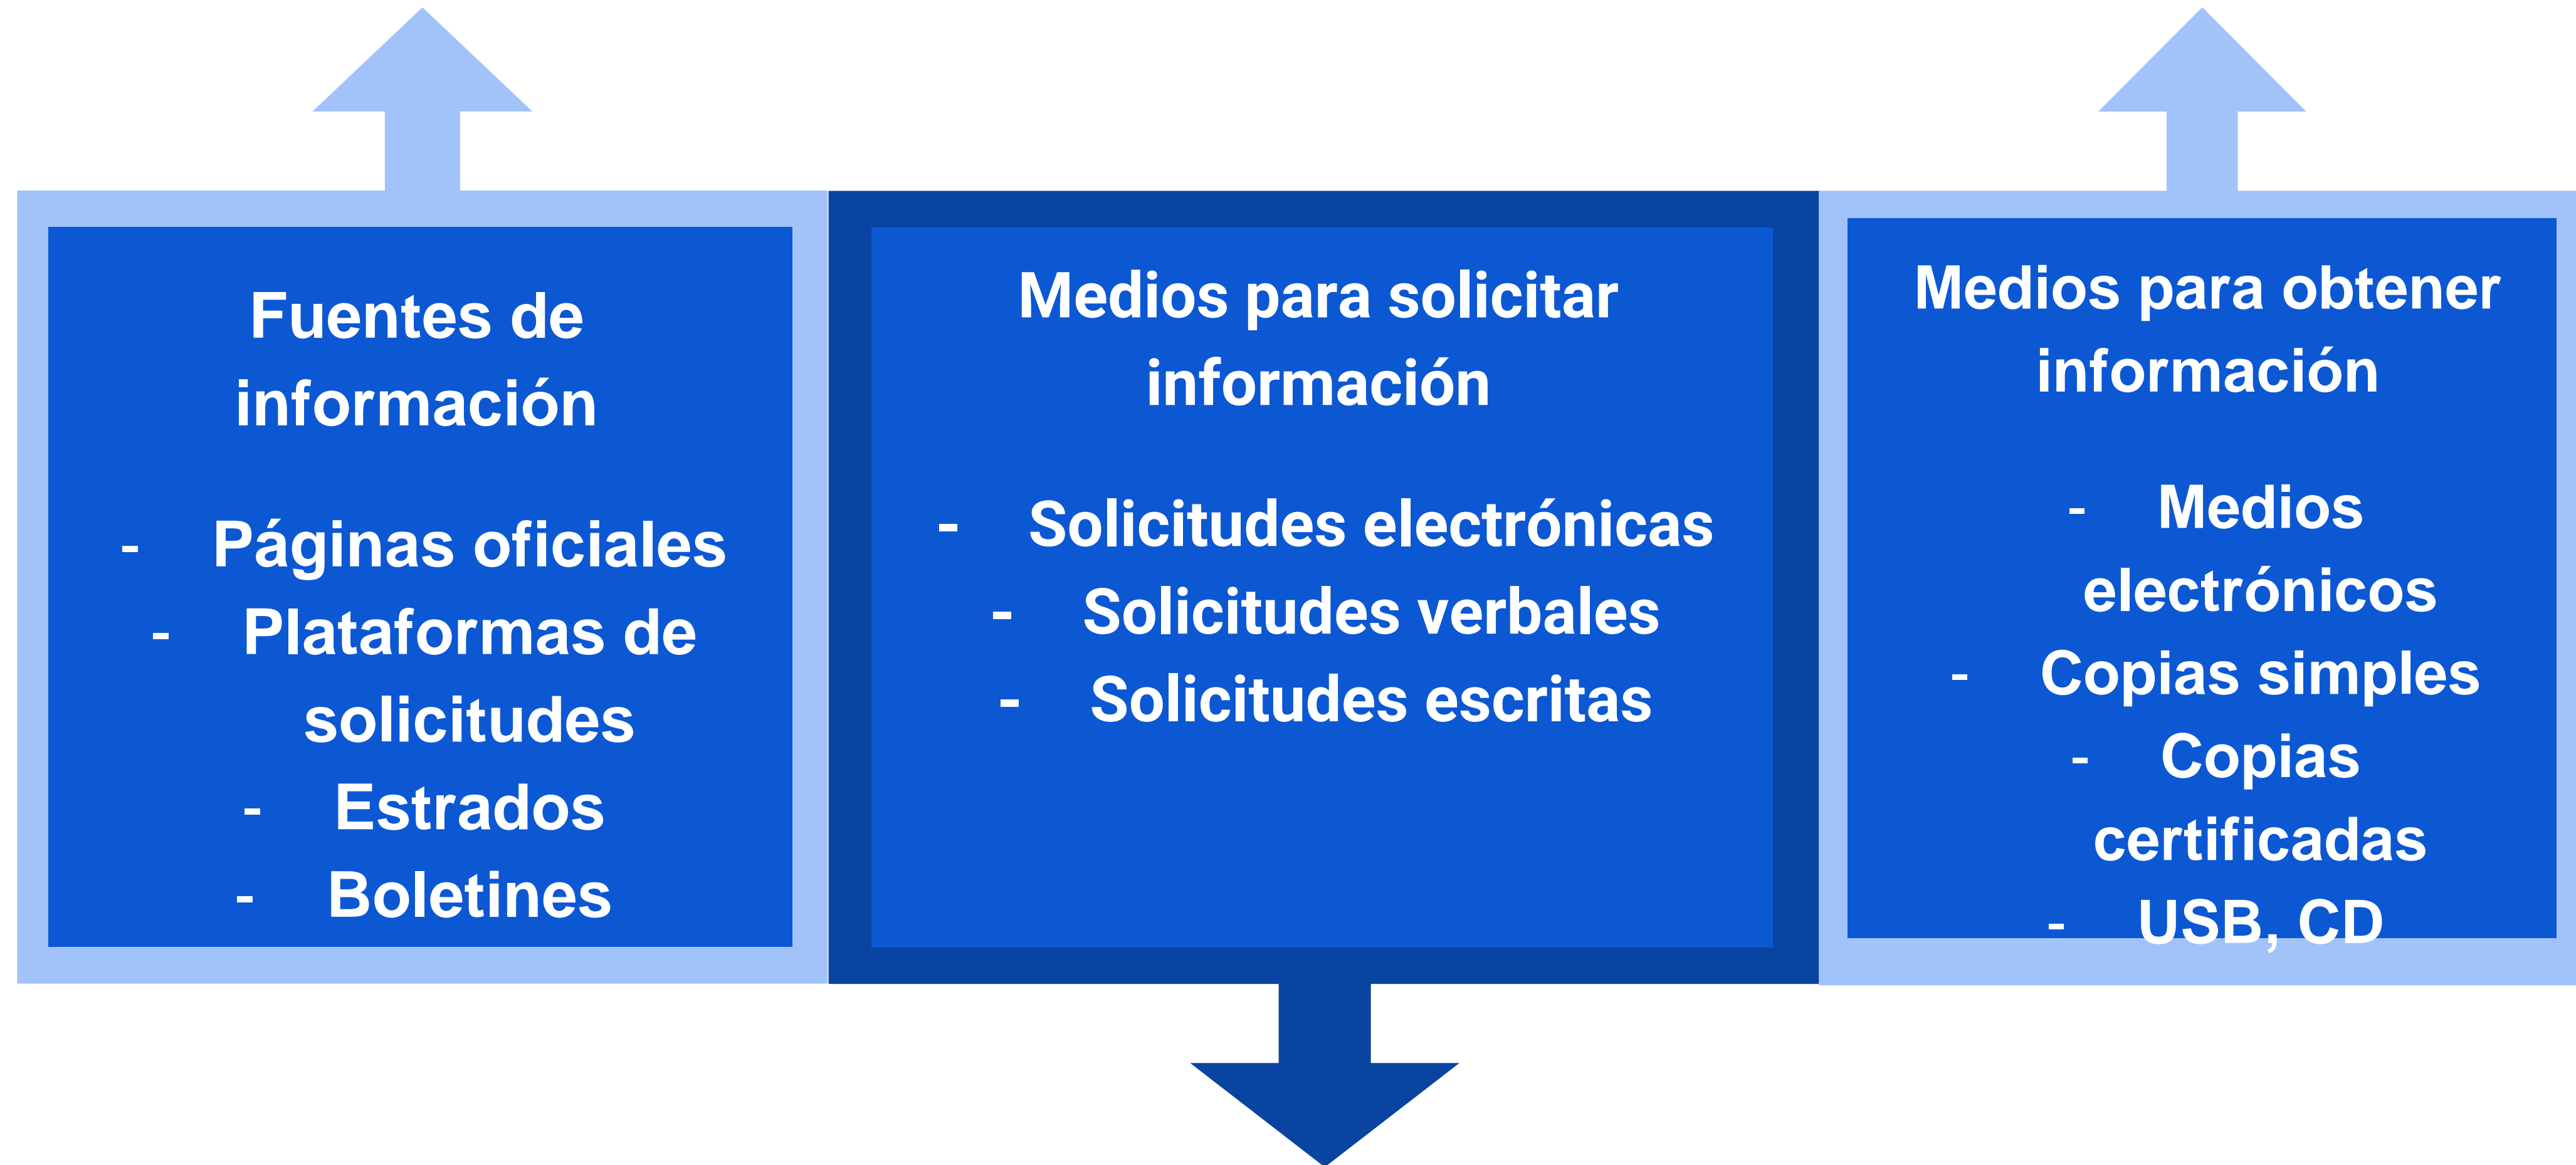 Fuentes de
información
- Páginas oficiales
- Plataformas de
solicitudes
- Estrados
- Boletines
Medios para solicitar
información
- Solicitudes electrónicas
- Solicitudes verbales
- Solicitudes escritas
Medios para obtener
información
- Medios
electrónicos
- Copias simples
- Copias
certificadas
- USB, CD